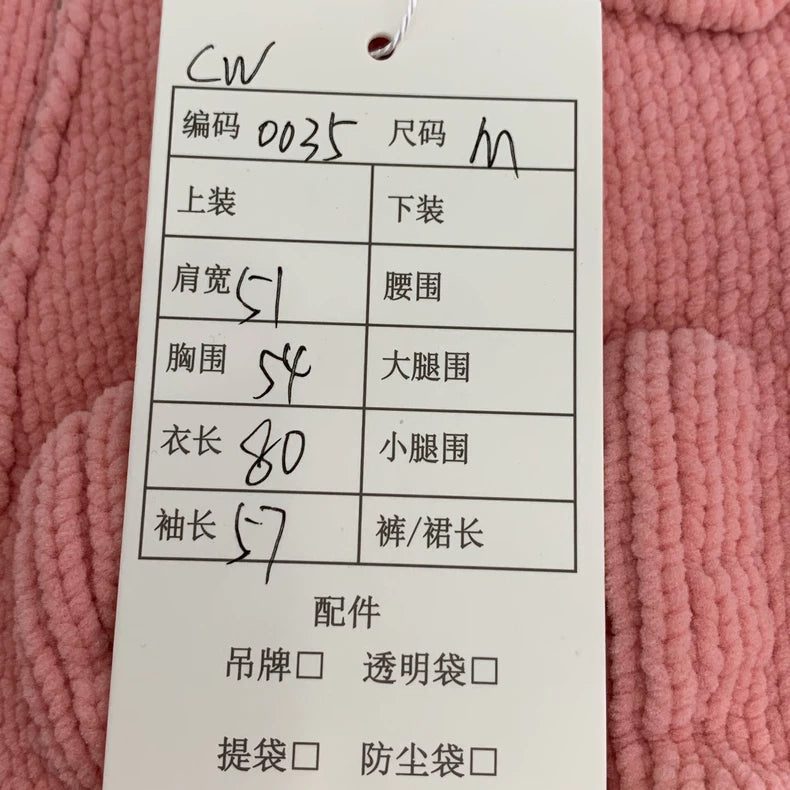 CW
编码 0035 尺码 M
上装 下装
肩宽 51 腰围
胸围 54 大腿围
衣长 80 小腿围
袖长 57 裤/裙长
配件
吊牌□ 透明袋□
提袋□ 防尘袋□